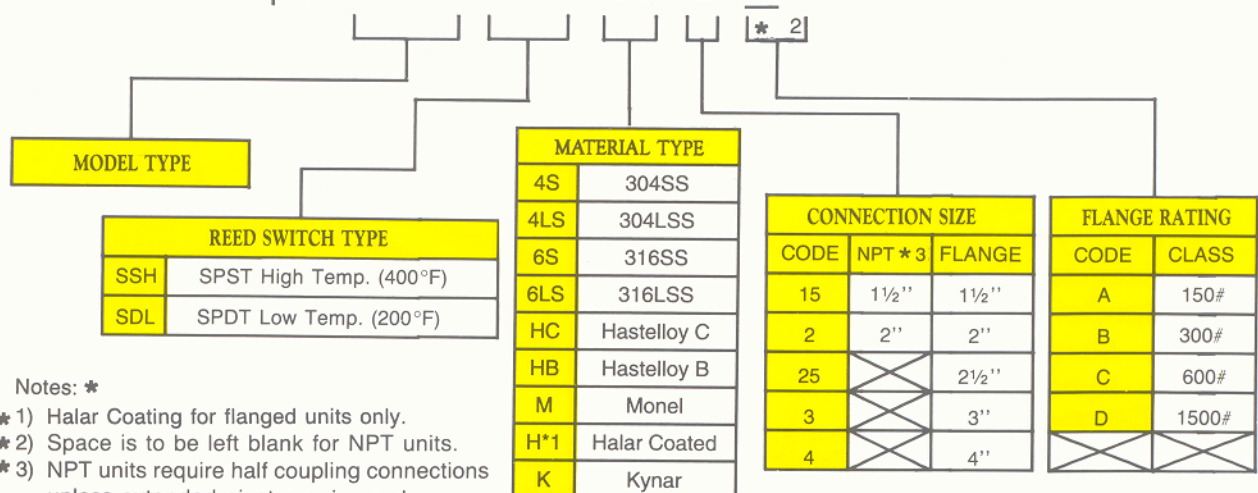 * 2
MODEL TYPE
REED SWITCH TYPE
SSH SPST High Temp. (400°F)
SDL SPDT Low Temp. (200°F)
MATERIAL TYPE
4S 304SS
4LS 304LSS
6S 316SS
6LS 316LSS
HC Hastelloy C
HB Hastelloy B
M Monel
H*1 Halar Coated
K Kynar
CONNECTION SIZE
CODE NPT * 3 FLANGE
15 1½'' 1½''
2 2'' 2''
25 2½''
3 3''
4 4''
FLANGE RATING
CODE CLASS
A 150#
B 300#
C 600#
D 1500#
Notes: *
* 1) Halar Coating for flanged units only.
* 2) Space is to be left blank for NPT units.
* 3) NPT units require half coupling connections